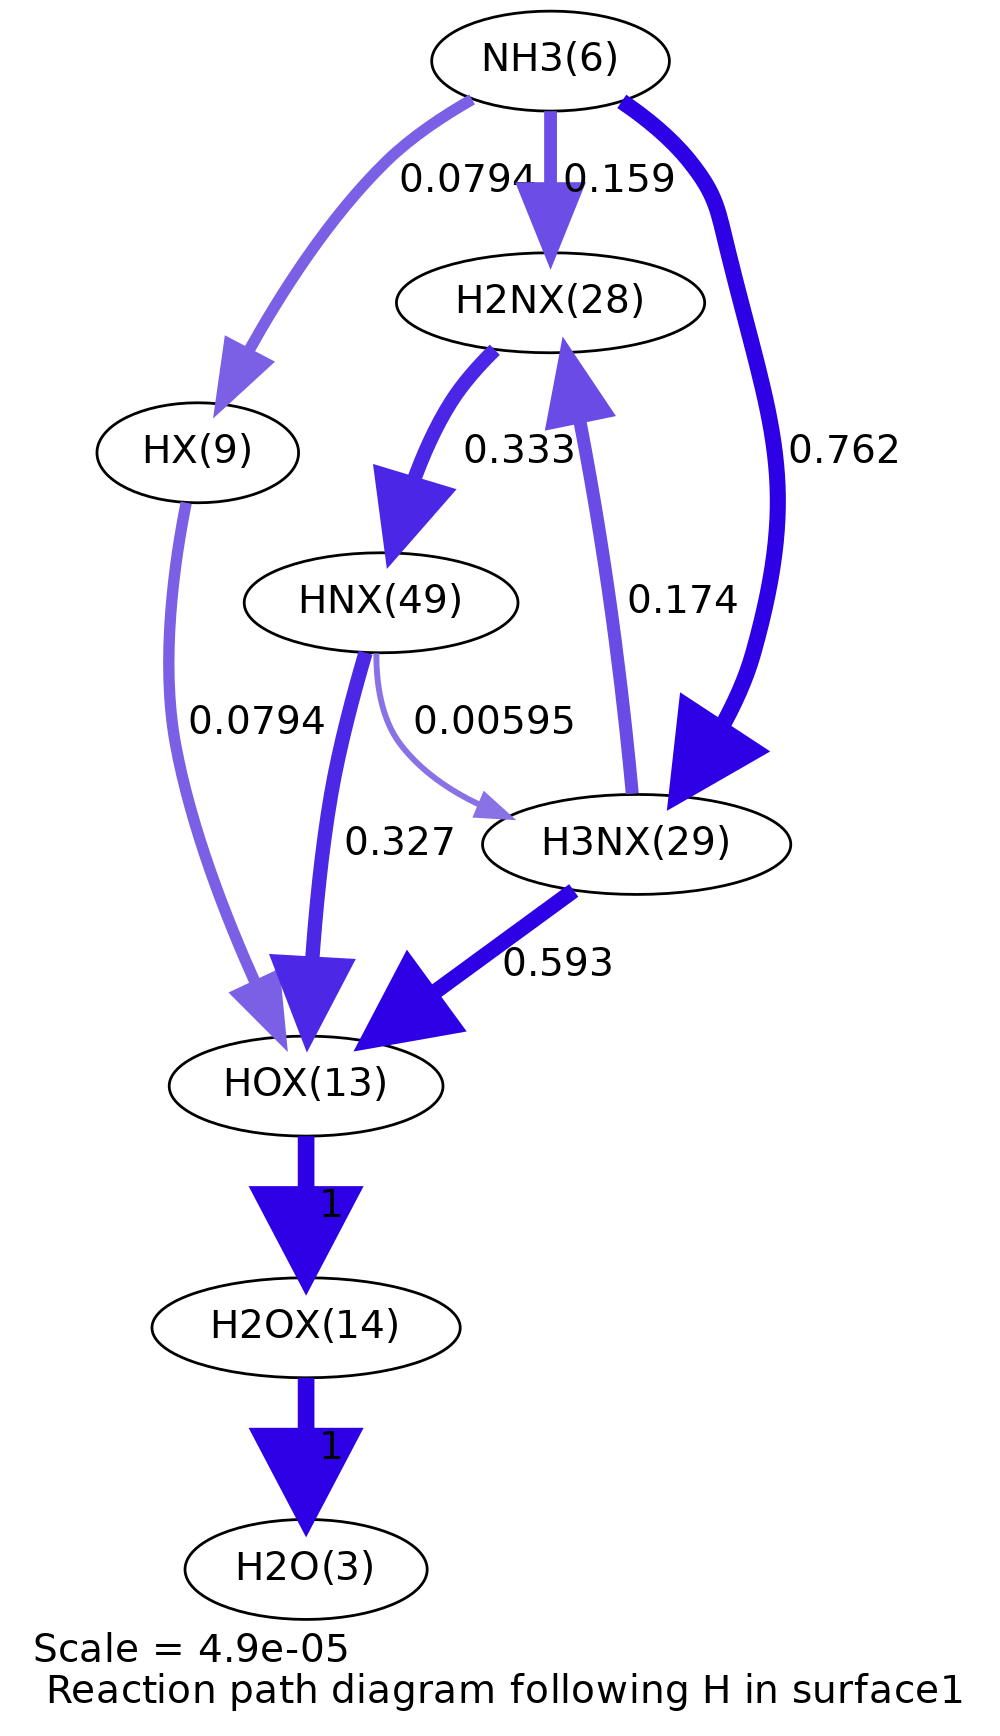 NH3(6)
0.0794
0.159
H2NX(28)
HX(9)
0.333
0.762
HNX(49)
0.174
0.0794
0.00595
0.327
H3NX(29)
0.593
HOX(13)
1
H2OX(14)
1
H2O(3)
Scale = 4.9e-05
Reaction path diagram following H in surface1